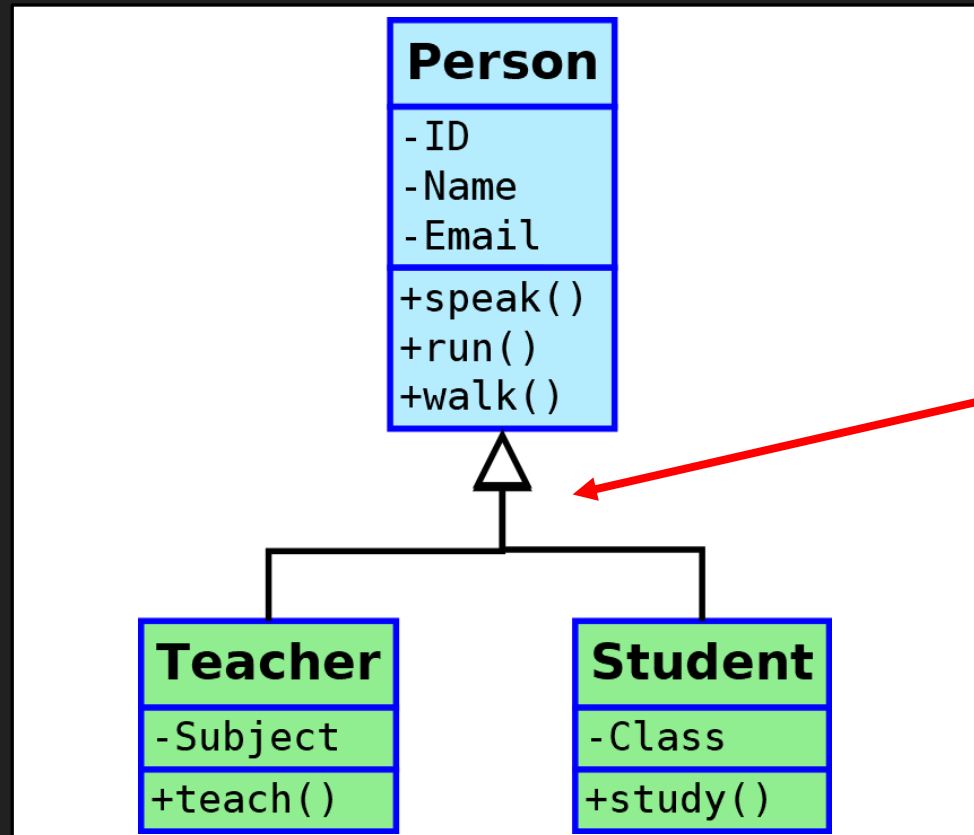 Person
-ID
-Name
-Email
+speak()
+run()
+walk()
Teacher
-Subject
+teach()
Student
-Class
+study()